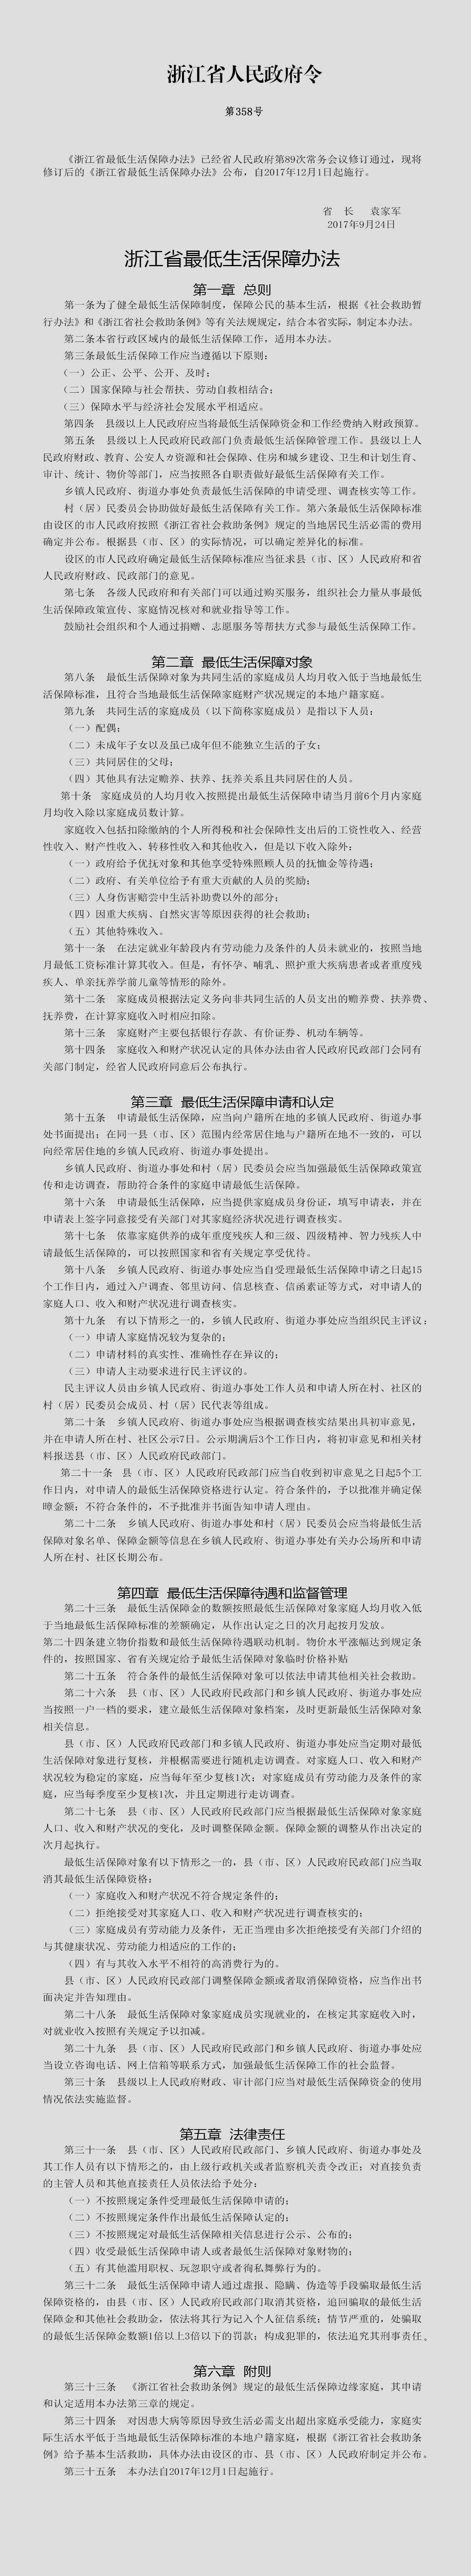 浙江省人民政府令
第358号
《浙江省最低生活保障办法》已经省人民政府第89次常务会议修订通过，现将
修订后的《浙江省最低生活保障办法》公布，自2017年12月1日起施行。
省　长　袁家军
2017年9月24日
浙江省最低生活保障办法
第一章 总则
第一条为了健全最低生活保障制度，保障公民的基本生活，根据《社会救助暂
行办法》和《浙江省社会救助条例》等有关法规规定，结合本省实际，制定本办法。
第二条本省行政区域内的最低生活保障工作，适用本办法。
第三条最低生活保障工作应当遵循以下原则：
（一）公正、公平、公开、及时；
（二）国家保障与社会帮扶、劳动自救相结合；
（三）保障水平与经济社会发展水平相适应。
第四条　县级以上人民政府应当将最低生活保障资金和工作经费纳入财政预算。
第五条　县级以上人民政府民政部门负责最低生活保障管理工作。县级以上人
民政府财政、教育、公安人力资源和社会保障、住房和城乡建设、卫生和计划生育、
审计、统计、物价等部门，应当按照各自职责做好最低生活保障有关工作。
乡镇人民政府、街道办事处负责最低生活保障的申请受理、调查核实等工作。
村（居）民委员会协助做好最低生活保障有关工作。第六条最低生活保障标准
由设区的市人民政府按照《浙江省社会救助条例》规定的当地居民生活必需的费用
确定并公布。根据县（市、区）的实际情况，可以确定差异化的标准。
设区的市人民政府确定最低生活保障标准应当征求县（市、区）人民政府和省
人民政府财政、民政部门的意见。
第七条　各级人民政府和有关部门可以通过购买服务，组织社会力量从事最低
生活保障政策宣传、家庭情况核对和就业指导等工作。
鼓励社会组织和个人通过捐赠、志愿服务等帮扶方式参与最低生活保障工作。
第二章 最低生活保障对象
第八条　最低生活保障对象为共同生活的家庭成员人均月收入低于当地最低生
活保障标准，且符合当地最低生活保障家庭财产状况规定的本地户籍家庭。
第九条　共同生活的家庭成员（以下简称家庭成员）是指以下人员：
（一）配偶；
（二）未成年子女以及虽已成年但不能独立生活的子女；
（三）共同居住的父母；
（四）其他具有法定赡养、扶养、抚养关系且共同居住的人员。
第十条　家庭成员的人均月收入按照提出最低生活保障申请当月前6个月内家庭
月均收入除以家庭成员数计算。
家庭收入包括扣除缴纳的个人所得税和社会保障性支出后的工资性收入、经营
性收入、财产性收入、转移性收入和其他收入，但是以下收入除外：
（一）政府给予优抚对象和其他享受特殊照顾人员的抚恤金等待遇；
（二）政府、有关单位给予有重大贡献的人员的奖励；
（三）人身伤害赔尝中生活补助费以外的部分；
（四）因重大疾病、自然灾害等原因获得的社会救助；
（五）其他特殊收入。
第十一条　在法定就业年龄段内有劳动能力及条件的人员未就业的，按照当地
月最低工资标准计算其收入。但是，有怀孕、哺乳、照护重大疾病患者或者重度残
疾人、单亲抚养学前儿童等情形的除外。
第十二条　家庭成员根据法定义务向非共同生活的人员支出的赡养费、扶养费、
抚养费，在计算家庭收入时相应扣除。
第十三条　家庭财产主要包括银行存款、有价证券、机动车辆等。
第十四条　家庭收入和财产状况认定的具体办法由省人民政府民政部门会同有
关部门制定，经省人民政府同意后公布执行。
第三章 最低生活保障申请和认定
第十五条　申请最低生活保障，应当向户籍所在地的多镇人民政府、街道办事
处书面提出；在同一县（市、区）范围内经常居住地与户籍所在地不一致的，可以
向经常居住地的乡镇人民政府、街道办事处提出。
乡镇人民政府、街道办事处和村（居）民委员会应当加强最低生活保障政策宣
传和走访调查，帮助符合条件的家庭申请最低生活保障。
第十六条　申请最低生活保障，应当提供家庭成员身份证，填写申请表，并在
申请表上签字同意接受有关部门对其家庭经济状况进行调查核实。
第十七条　依靠家庭供养的成年重度残疾人和三级、四级精神、智力残疾人中
请最低生活保障的，可以按照国家和省有关规定享受优待。
第十八条　乡镇人民政府、街道办事处应当自受理最低生活保障申请之日起15
个工作日内，通过入户调查、邻里访问、信息核查、信函素证等方式，对申请人的
家庭人口、收入和财产状况进行调查核实。
第十九条　有以下情形之一的，乡镇人民政府、街道办事处应当组织民主评议：
（一）申请人家庭情况较为复杂的；
（二）申请材料的真实性、准确性存在异议的；
（三）申请人主动要求进行民主评议的。
民主评议人员由乡镇人民政府、街道办事处工作人员和申请人所在村、社区的
村（居）民委员会成员、村（居）民代表等组成。
第二十条　乡镇人民政府、街道办事处应当根据调查核实结果出具初审意见，
并在申请人所在村、社区公示7日。公示期满后3个工作日内，将初审意见和相关材
料报送县（市、区）人民政府民政部门。
第二十一条　县（市、区）人民政府民政部门应当自收到初审意见之日起5个工
作日内，对申请人的最低生活保障资格进行认定。符合条件的，予以批准并确定保
暲金额；不符合条件的，不予批准并书面告知申请人理由。
第二十二条　乡镇人民政府、街道办事处和村（居）民委员会应当将最低生活
保障对象名单、保障金额等信息在乡镇人民政府、街道办事处有关办公场所和申请
人所在村、社区长期公布。
第四章 最低生活保障待遇和监督管理
第二十三条　最低生活保障金的数额按照最低生活保障对象家庭人均月收入低
于当地最低生活保障标准的差额确定，从作出认定之日的次月起按月发放。
第二十四条建立物价指数和最低生活保障待遇联动机制。物价水平涨幅达到规定条
件的，按照国家、省有关规定给予最低生活保障对象临时价格补贴
第二十五条　符合条件的最低生活保障对象可以依法申请其他相关社会救助。
第二十六条　县（市、区）人民政府民政部门和乡镇人民政府、街道办事处应
当按照一户一档的要求，建立最低生活保障对象档案，及时更新最低生活保障对象
相关信息。
县（市、区）人民政府民政部门和多镇人民政府、街道办事处应当定期对最低
生活保障对象进行复核，并根椐需要进行随机走访调查。对家庭人口、收入和财产
状况较为稳定的家庭，应当每年至少复核1次；对家庭成员有劳动能力及条件的家
庭，应当每季度至少复核1次，并且定期进行走访调查。
第二十七条　县（市、区）人民政府民政部门应当根据最低生活保障对象家庭
人口、收入和财产状况的变化，及时调整保障金额。保障金额的调整从作出决定的
次月起执行。
最低生活保障对象有以下情形之一的，县（市、区）人民政府民政部门应当取
消其最低生活保障资格：
（一）家庭收入和财产状况不符合规定条件的；
（二）拒绝接受对其家庭人口、收入和财产状况进行调查核实的；
（三）家庭成员有劳动能力及条件，无正当理由多次拒绝接受有关部门介绍的
与其健康状况、劳动能力相适应的工作的；
（四）有与其收入水平不相符的高消费行为的。
县（市、区）人民政府民政部门调整保障金额或者取消保障资格，应当作出书
面决定并告知理由。
第二十八条　最低生活保障对象家庭成员实现就业的，在核定其家庭收入时，
对就业收入按照有关规定予以扣减。
第二十九条　县（市、区）人民政府民政部门和乡镇人民政府、街道办事处应
当设立咨询电话、网上信箱等联系方式，加强最低生活保障工作的社会监督。
第三十条　县级以上人民政府财政、审计部门应当对最低生活保障资金的使用
情况依法实施监督。
第五章 法律责任
第三十一条　县（市、区）人民政府民政部门、乡镇人民政府、街道办事处及
其工作人员有以下情形之的，由上级行政机关或者监察机关责令改正；对直接负责
的主管人员和其他直接责任人员依法给予处分：
（一）不按照规定条件受理最低生活保障申请的；
（二）不按照规定条件作出最低生活保障认定的；
（三）不按照规定对最低生活保障相关信息进行公示、公布的；
（四）收受最低生活保障申请人或者最低生活保障对象财物的；
（五）有其他滥用职权、玩忽职守或者徇私舞弊行为的。
第三十二条　最低生活保障申请人通过虚报、隐瞒、伪造等手段骗取最低生活
保障资格的，由县（市、区）人民政府民政部门取消其资格，追回骗取的最低生活
保障金和其他社会救助金，依法将其行为记入个人征信系统；情节严重的，处骗取
的最低生活保障金数额1倍以上3倍以下的罚款；构成犯罪的，依法追究其刑事责任。
第六章 附则
第三十三条　《浙江省社会救助条例》规定的最低生活保障边缘家庭，其申请
和认定适用本办法第三章的规定。
第三十四条　对因患大病等原因导致生活必需支出超出家庭承受能力，家庭实
际生活水平低于当地最低生活保障标准的本地户籍家庭，根据《浙江省社会救助条
例》给予基本生活救助，具体办法由设区的市、县（市、区）人民政府制定并公布。
第三十五条　本办法自2017年12月1日起施行。